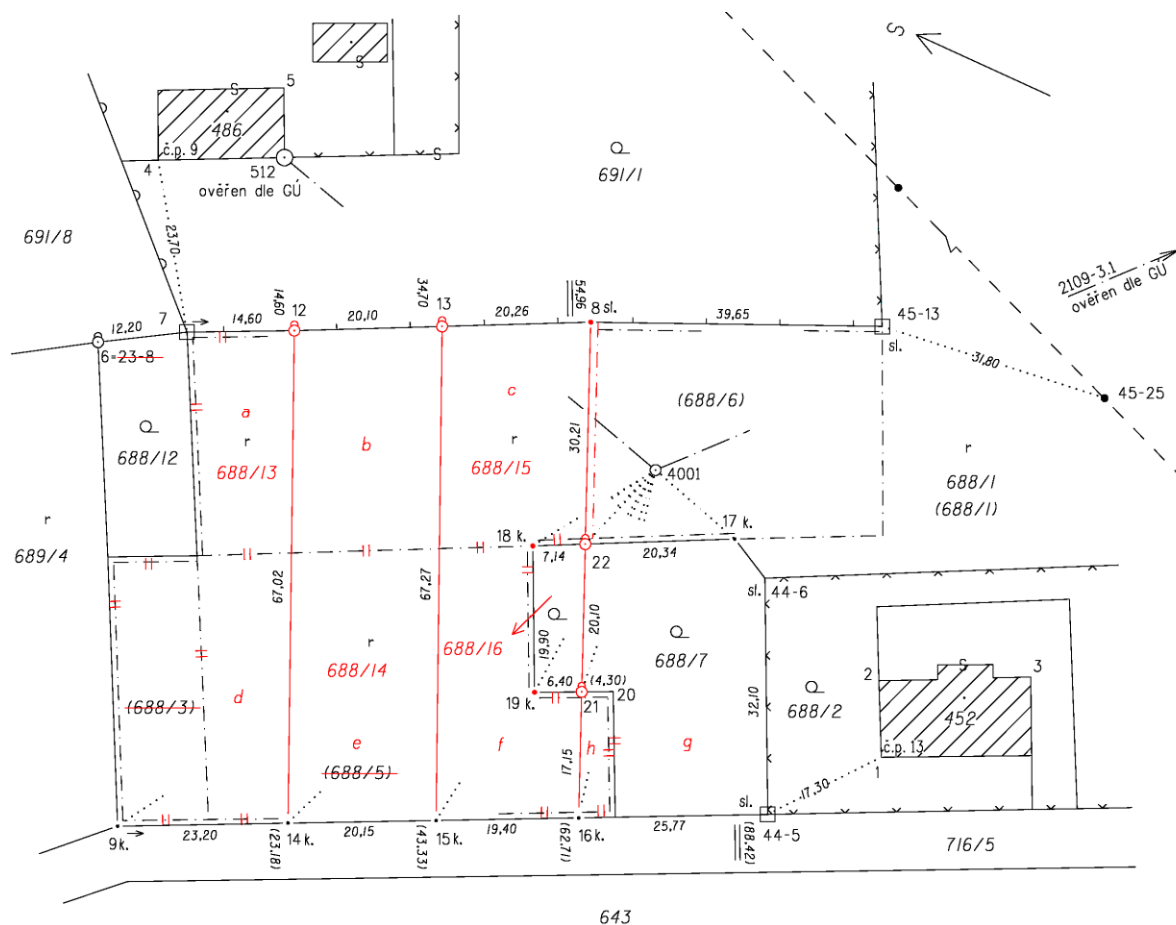 S
5
S
S
486
č.p. 9
4
512
S
ověřen dle GÚ
691/1
691/8
23,70
2109-3.1
ověřen dle GÚ
7
14,60
14,60
12
20,10
34,70
13
20,26
54,96
8 sl.
39,65
45-13
sl.
12,20
6=23-8
31,80
45-25
a
r
688/13
b
c
r
688/15
30,21
(688/6)
4001
688/12
r
688/1
(688/1)
r
689/4
18 k.
7,14
22
20,34
17 k.
sl. 44-6
67,02
67,27
r
688/14
688/16
19,90
20,10
688/7
688/2
32,10
2
S
3
452
č.p. 13
1
17,30
(688/3)
d
19 k.
6,40
(4,30)
20
21
e
(688/5)
f
h
g
17,15
sl.
9 k.
23,20
(23,18)
14 k.
20,15
(43,33)
15 k.
19,40
(62,71)
16 k.
25,77
(88,42)
44-5
716/5
643